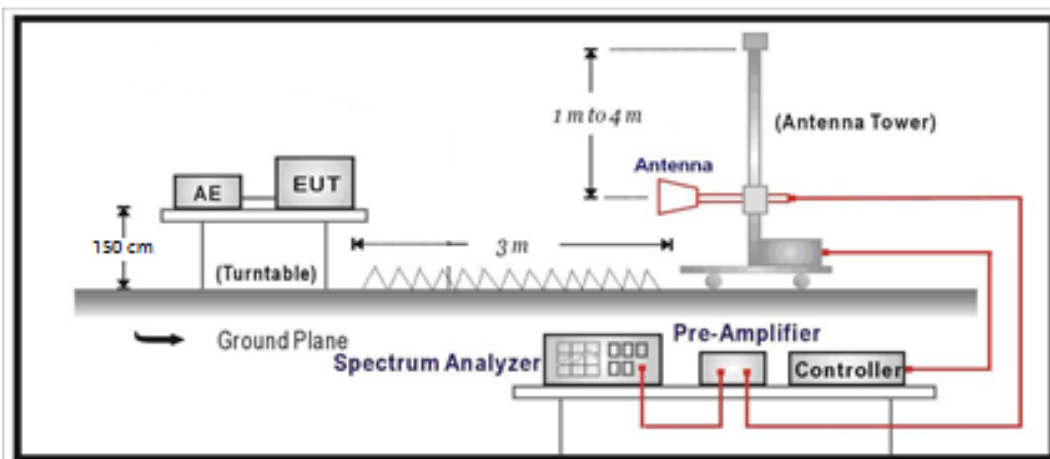 1 m to 4 m
(Antenna Tower)
Antenna
AE
EUT
150 cm
3 m
(Turntable)
Ground Plane
Pre-Amplifier
Spectrum Analyzer
Controller